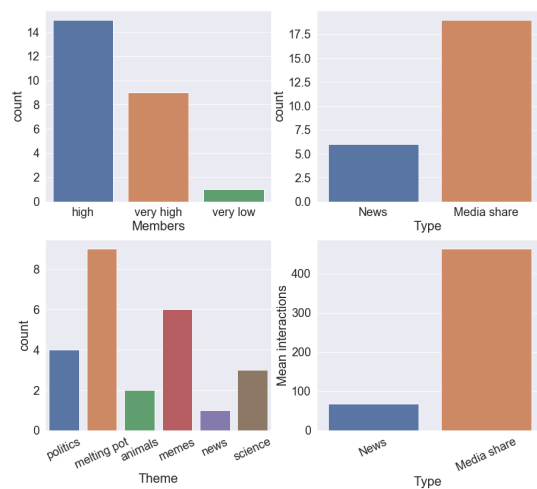 14
12
10
8
6
4
2
0
count
high
very high
very low
Members
17.5
15.0
12.5
10.0
7.5
5.0
2.5
0.0
count
News
Media share
Type
8
6
4
2
0
count
politics
melting pot
animals
memes
news
science
Theme
400
300
200
100
0
Mean interactions
News
Media share
Type